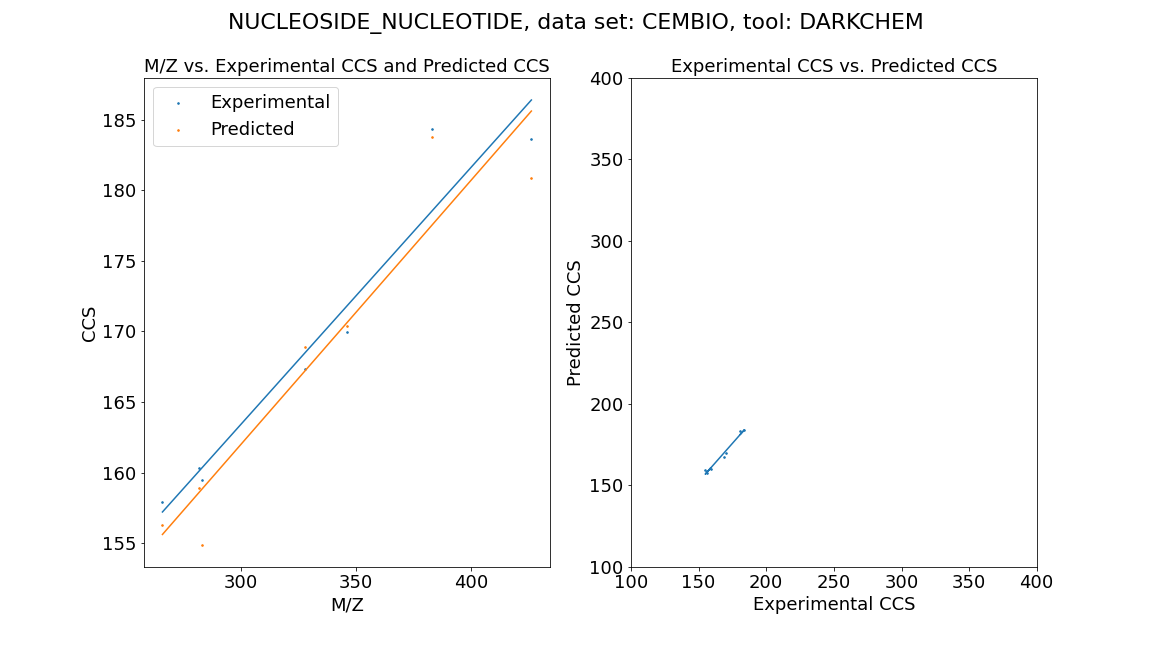 NUCLEOSIDE_NUCLEOTIDE, data set: CEMBIO, tool: DARKCHEM
M/Z vs. Experimental CCS and Predicted CCS
Experimental
Predicted
185
180
175
170
165
160
155
CCS
300 350 400
M/Z
Experimental CCS vs. Predicted CCS
400
350
300
250
200
150
100
Predicted CCS
100 150 200 250 300 350 400
Experimental CCS